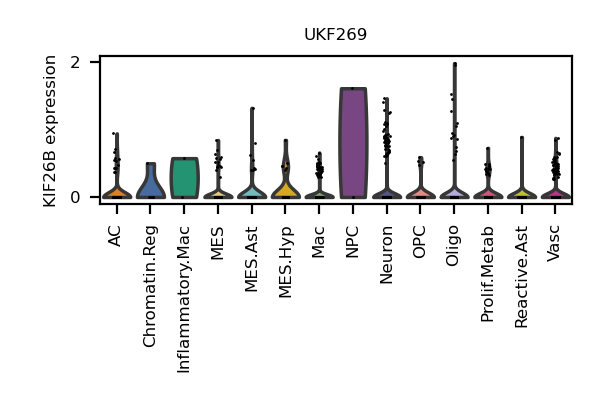 UKF269
KIF26B expression
2
0
AC
Chromatin.Reg
Inflammatory.Mac
MES
MES.Ast
MES.Hyp
Mac
NPC
Neuron
OPC
Oligo
Prolif.Metab
Reactive.Ast
Vasc